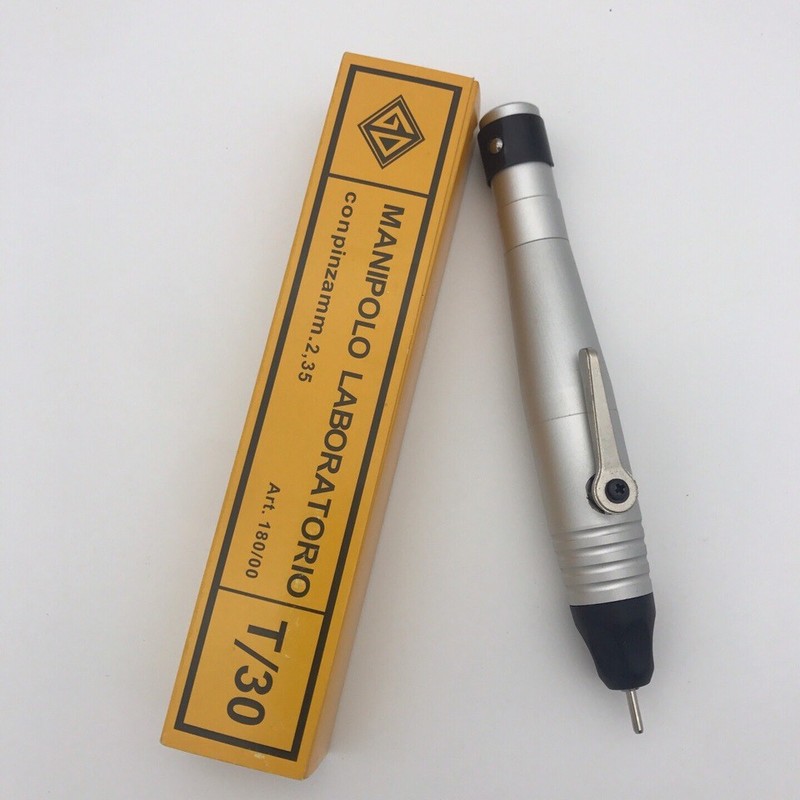 MANIPOLO LABORATORIO
conpinzamm.2,35
Art. 180/00
T/30